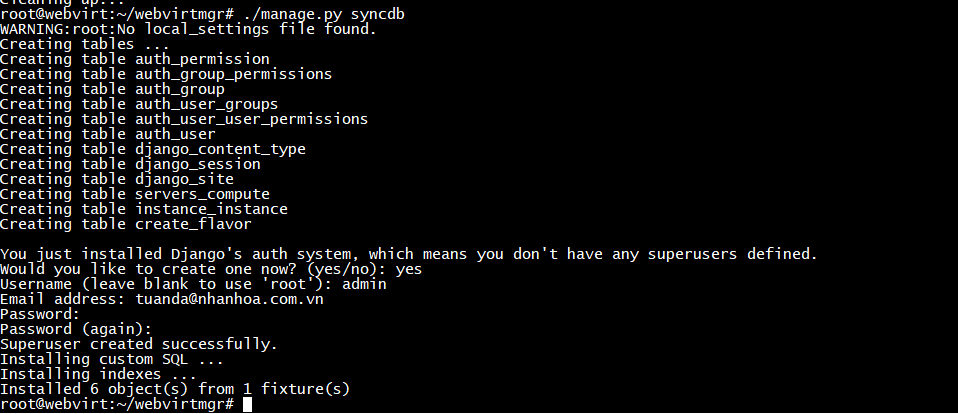 Cleaning up...
root@webvirt:~/webvirtmgr# ./manage.py syncdb
WARNING:root:No local_settings file found.
Creating tables ...
Creating table auth_permission
Creating table auth_group_permissions
Creating table auth_group
Creating table auth_user_groups
Creating table auth_user_user_permissions
Creating table auth_user
Creating table django_content_type
Creating table django_session
Creating table django_site
Creating table servers_compute
Creating table instance_instance
Creating table create_flavor
You just installed Django's auth system, which means you don't have any superusers defined.
Would you like to create one now? (yes/no): yes
Username (leave blank to use 'root'): admin
Email address: tuanda@nhanhoa.com.vn
Password:
Password (again):
Superuser created successfully.
Installing custom SQL ...
Installing indexes ...
Installed 6 object(s) from 1 fixture(s)
root@webvirt:~/webvirtmgr#